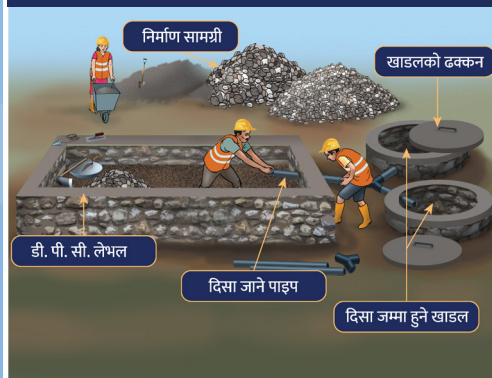 निर्माण सामग्री
खाडलको ढक्कन
डी. पी. सी. लेभल
दिसा जाने पाइप
दिसा जम्मा हुने खाडल